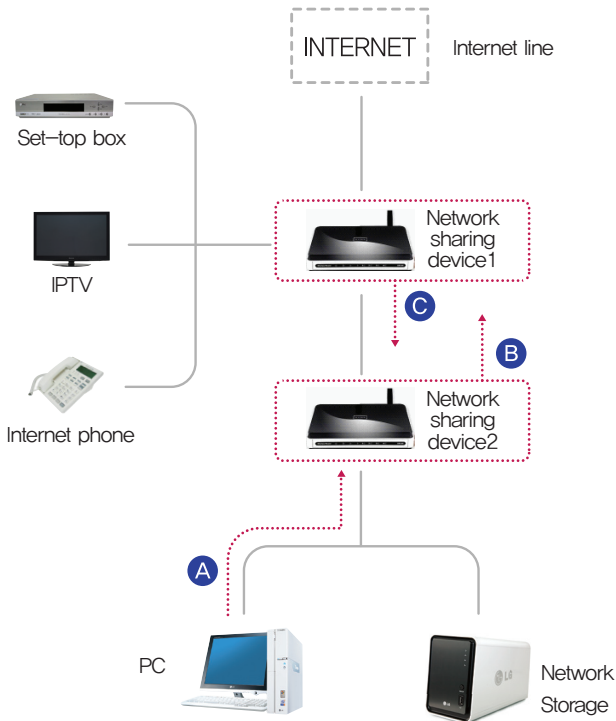 INTERNET
Internet line
Set-top box
Network
sharing
device1
IPTV
C
B
Network
sharing
device2
Internet phone
A
PC
LG
Network
Storage